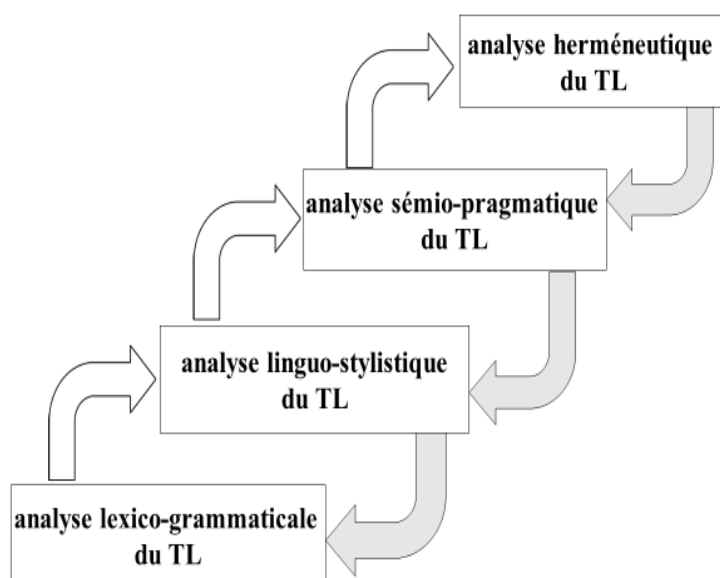 analyse herméneutique
du TL
analyse sémio-pragmatique
du TL
analyse linguo-stylistique
du TL
analyse lexico-grammaticale
du TL